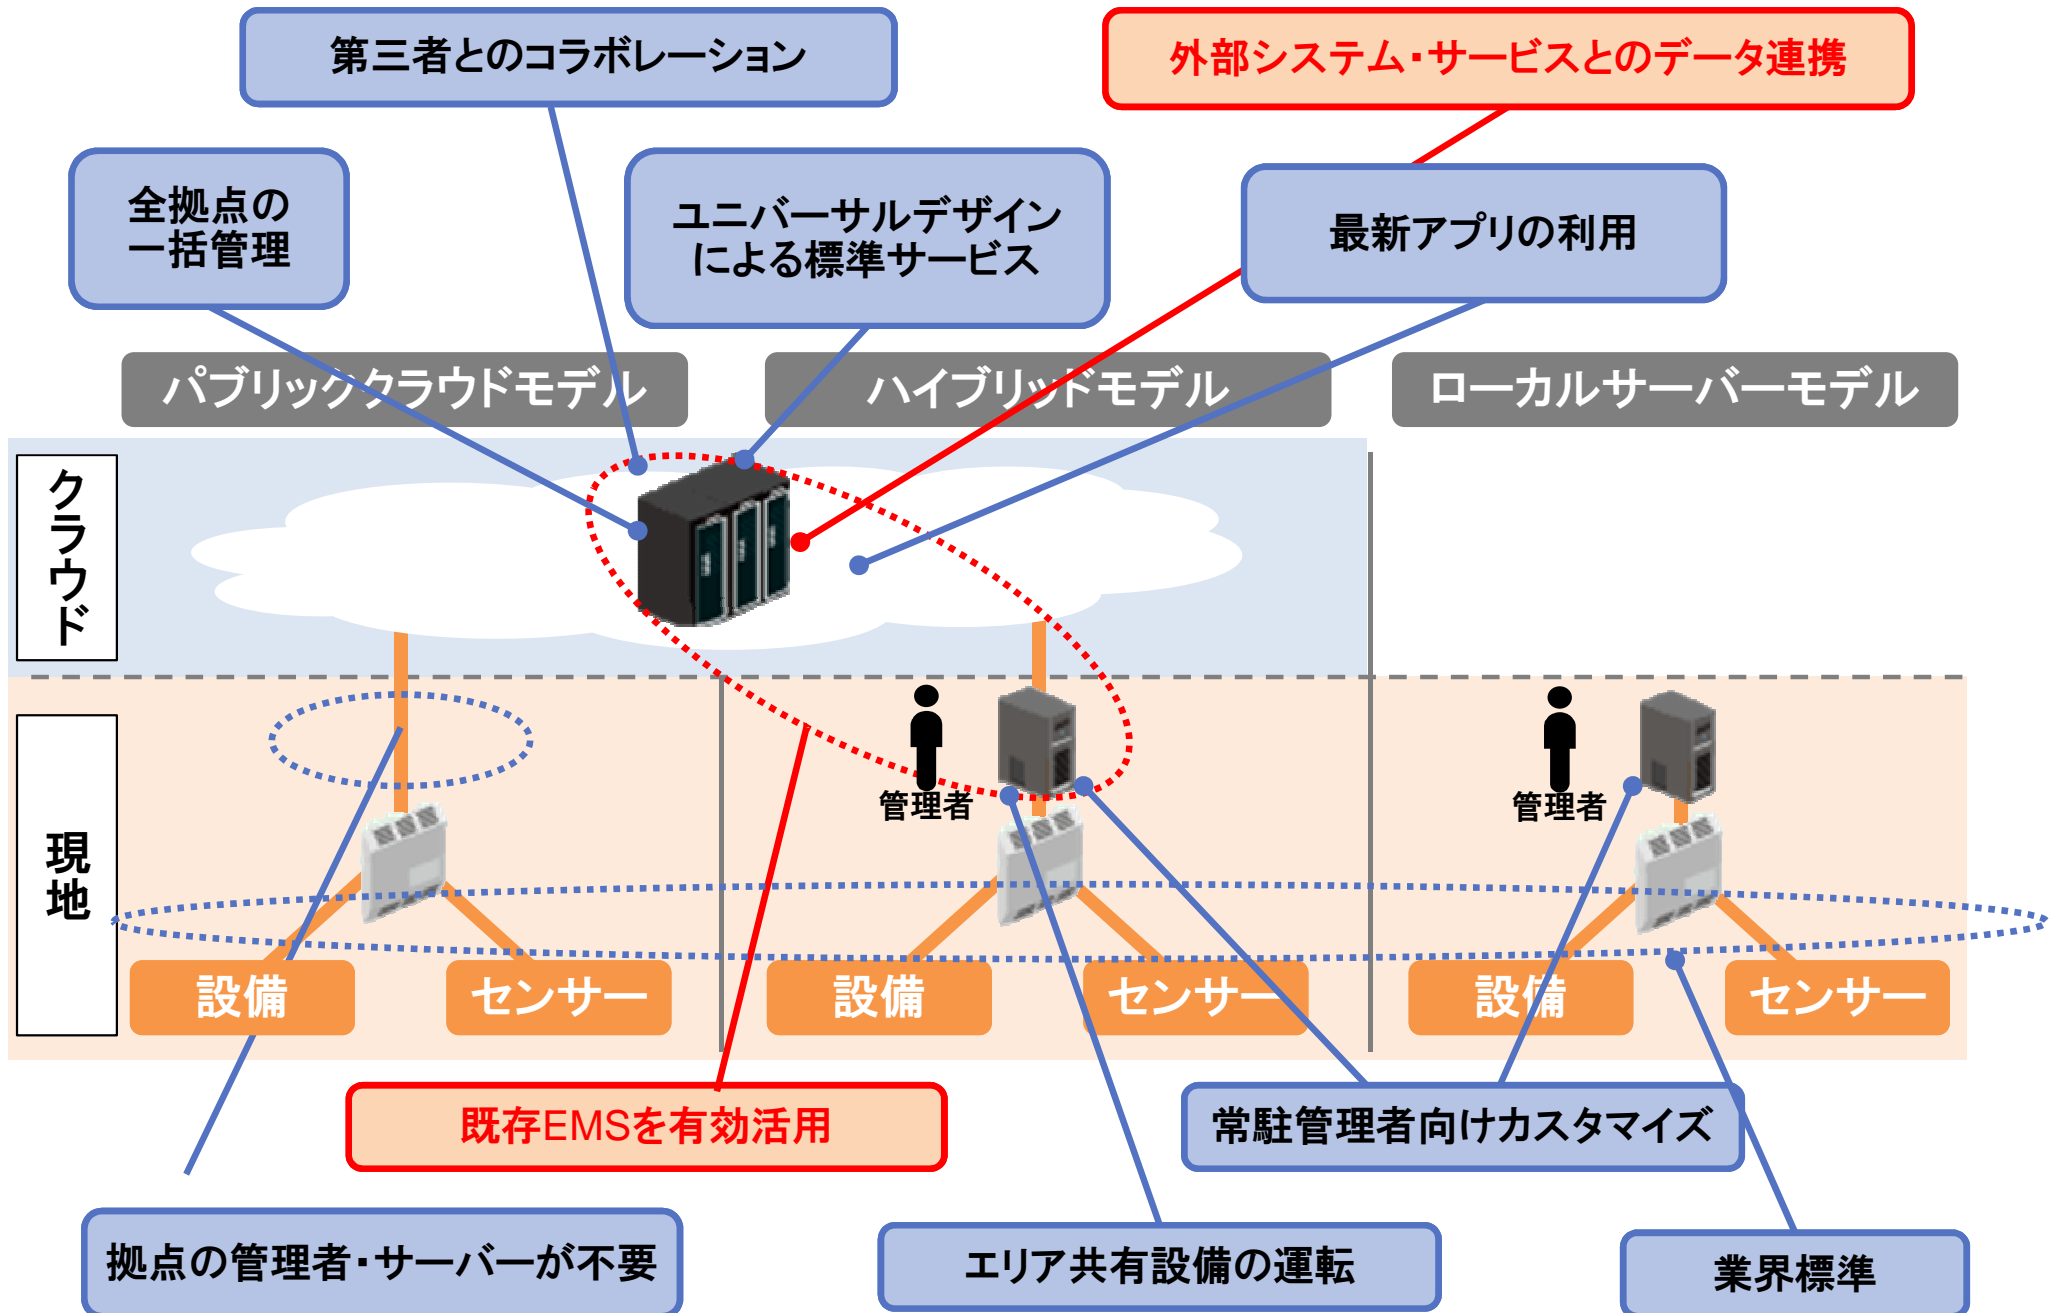 第三者とのコラボレーション
外部システム・サービスとのデータ連携
全拠点の
一括管理
ユニバーサルデザイン
による標準サービス
最新アプリの利用
パブリッククラウドモデル
ハイブリッドモデル
ローカルサーバーモデル
クラウド
管理者
管理者
現地
設備
センサー
設備
センサー
設備
センサー
既存EMSを有効活用
常駐管理者向けカスタマイズ
拠点の管理者・サーバーが不要
エリア共有設備の運転
業界標準